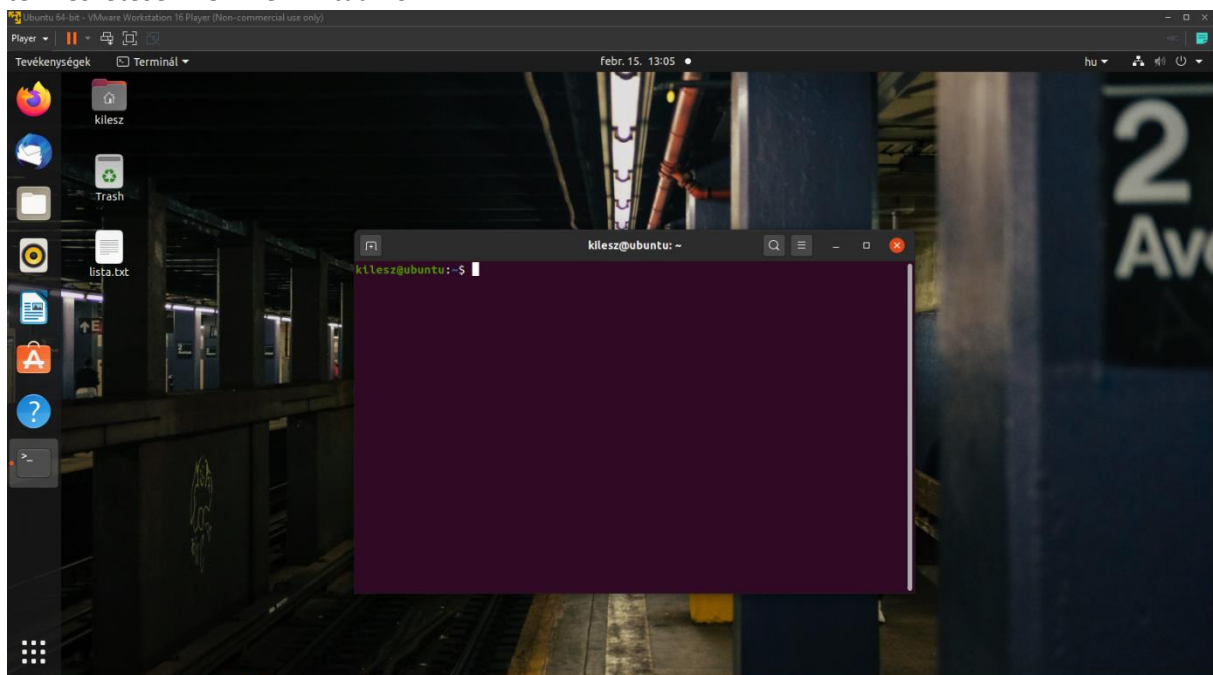 Ubuntu 64-bit - VMware Workstation 16 Player (Non-commercial use only)
Player
Tevékenységek Terminál febr. 15. 13:05 hu
kilesz
Trash
lista.txt
kilesz@ubuntu: ~
kilesz@ubuntu:~$
2
Ave
E